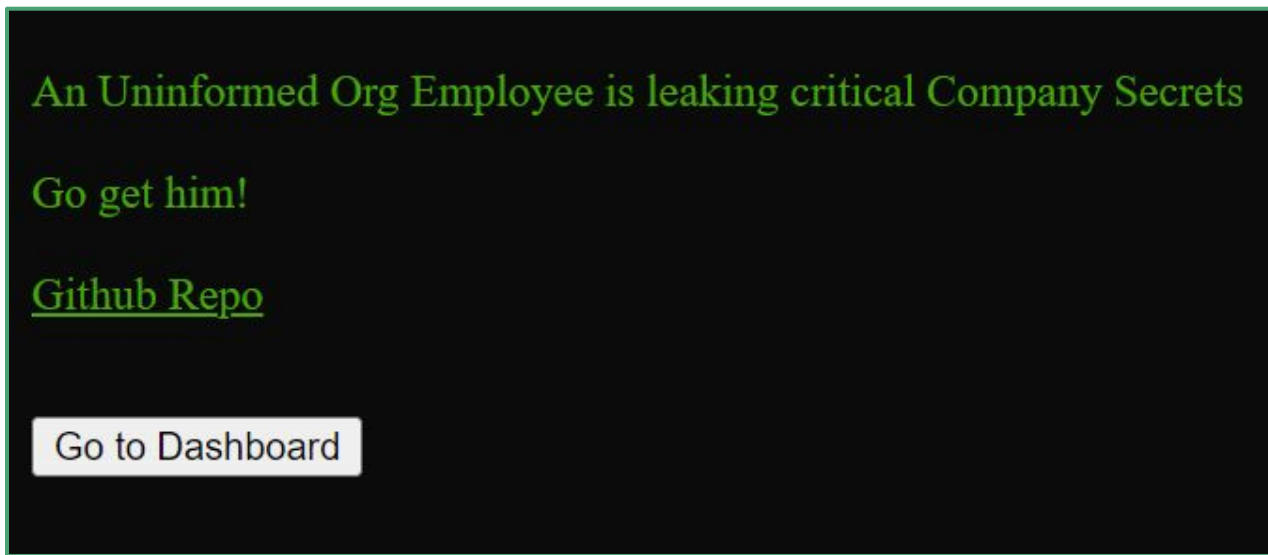 An Uninformed Org Employee is leaking critical Company Secrets
Go get him!
Github Repo
Go to Dashboard